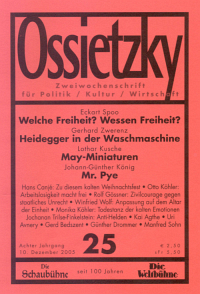 Ossietzky
Zweiwochenschrift
für Politik / Kultur / Wirtschaft
Eckart Spoo
Welche Freiheit? Wessen Freiheit?
Gerhard Zwerenz
Heidegger in der Waschmaschine
Lothar Kusche
May-Miniaturen
Johann-Günther König
Mr. Pye
Hans Canjé: Zu diesem kalten Weihnachtsfest • Otto Köhler:
Arbeitslosigkeit macht frei • Rolf Gössner: Zivilcourage gegen
staatliches Unrecht • Winfried Wolf: Anpassung auf dem Altar
der Einheit • Monika Köhler: Todestanz der kalten Emotionen
Jochanan Trilse-Finkelstein: Anti-Helden • Kai Agthe • Uri
Avnery • Gerd Bedszent • Günther Drommer • Manfred Sohn
Achter Jahrgang
10. Dezember 2005
25
Die
Schaubühne
seit 100 Jahren
Die
Weltbühne